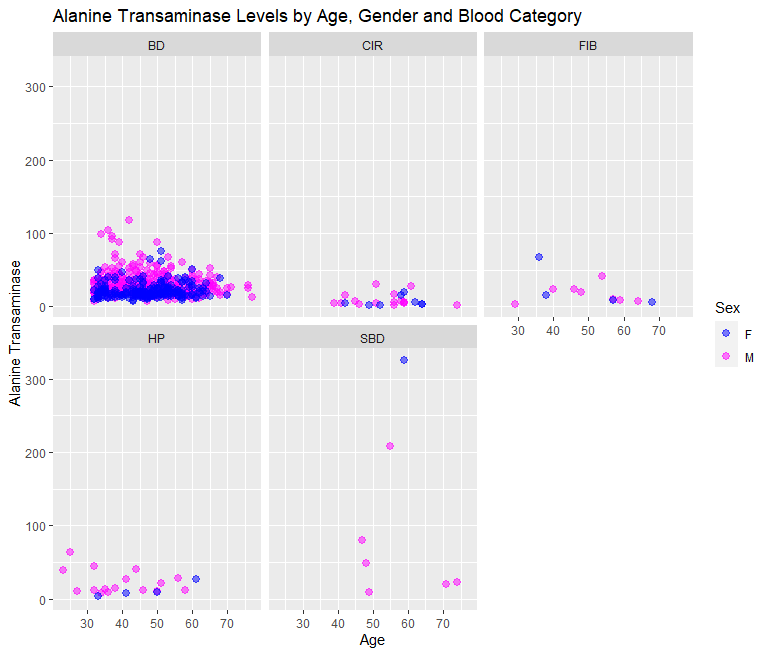 Alanine Transaminase Levels by Age, Gender and Blood Category
BD CIR FIB
300
200
100
0
30 40 50 60 70
HP SBD
300
200
100
0
30 40 50 60 70 30 40 50 60 70
Age
Alanine Transaminase
Sex
F
M